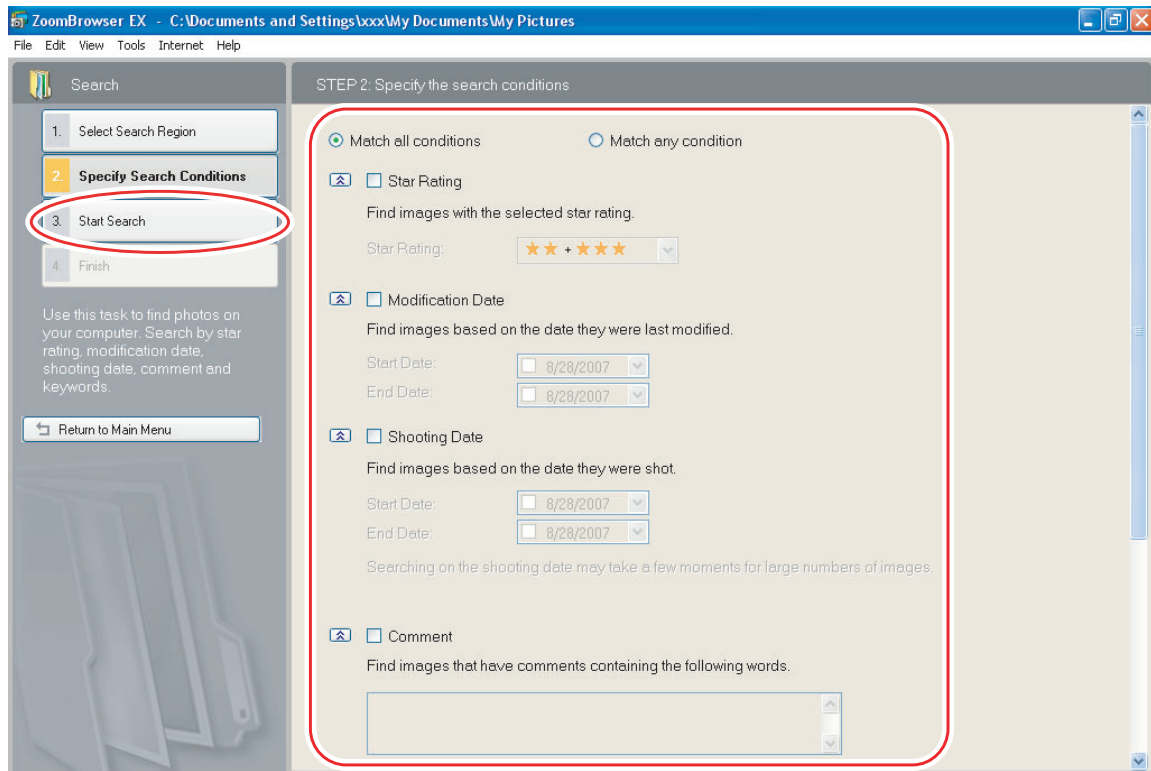 ZoomBrowser EX - C:\Documents and Settings\xxx\My Documents\My Pictures
File Edit View Tools Internet Help
Search
1. Select Search Region
2. Specify Search Conditions
3. Start Search
4. Finish
Use this task to find photos on
your computer. Search by star
rating, modification date,
shooting date, comment and
keywords.
Return to Main Menu
STEP 2: Specify the search conditions
Match all conditions Match any condition
Star Rating
Find images with the selected star rating.
Star Rating: ★★+★★★
Modification Date
Find images based on the date they were last modified.
Start Date: 8/28/2007
End Date: 8/28/2007
Shooting Date
Find images based on the date they were shot.
Start Date: 8/28/2007
End Date: 8/28/2007
Searching on the shooting date may take a few moments for large numbers of images.
Comment
Find images that have comments containing the following words.